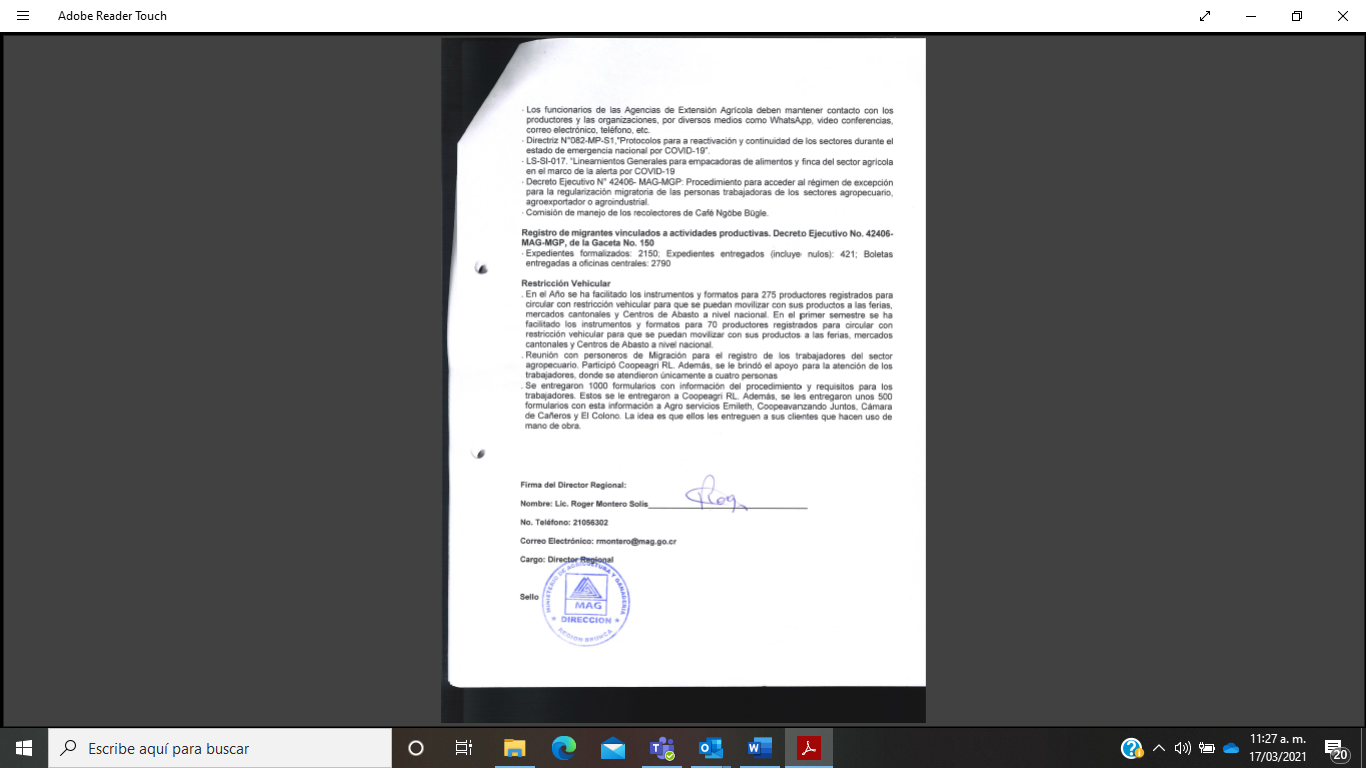 Adobe Reader Touch
· Los funcionarios de las Agencias de Extensión Agrícola deben mantener contacto con los
productores y las organizaciones, por diversos medios como WhatsApp, video conferencias,
correo electrónico, teléfono, etc.
· Directriz N°082-MP-S1,"Protocolos para a reactivación y continuidad de los sectores durante el
estado de emergencia nacional por COVID-19".
· LS-SI-017. "Lineamientos Generales para empacadoras de alimentos y finca del sector agrícola
en el marco de la alerta por COVID-19
· Decreto Ejecutivo N° 42406- MAG-MGP: Procedimiento para acceder al régimen de excepción
para la regularización migratoria de las personas trabajadoras de los sectores agropecuario,
agroexportador o agroindustrial.
· Comisión de manejo de los recolectores de Café Ngöbe Bügle.
Registro de migrantes vinculados a actividades productivas. Decreto Ejecutivo No. 42406-
MAG-MGP, de la Gaceta No. 150
· Expedientes formalizados: 2150; Expedientes entregados (incluye nulos): 421; Boletas
entregadas a oficinas centrales: 2790
Restricción Vehicular
. En el Año se ha facilitado los instrumentos y formatos para 275 productores registrados para
circular con restricción vehicular para que se puedan movilizar con sus productos a las ferias,
mercados cantonales y Centros de Abasto a nivel nacional. En el primer semestre se ha
facilitado los instrumentos y formatos para 70 productores registrados para circular con
restricción vehicular para que se puedan movilizar con sus productos a las ferias, mercados
cantonales y Centros de Abasto a nivel nacional.
. Reunión con personeros de Migración para el registro de los trabajadores del sector
agropecuario. Participó Coopeagri RL. Además, se le brindó el apoyo para la atención de los
trabajadores, donde se atendieron únicamente a cuatro personas
. Se entregaron 1000 formularios con información del procedimiento y requisitos para los
trabajadores. Estos se le entregaron a Coopeagri RL. Además, se les entregaron unos 500
formularios con esta información a Agro servicios Emileth, Coopeavanzando Juntos, Cámara
de Cañeros y El Colono. La idea es que ellos les entreguen a sus clientes que hacen uso de
mano de obra.
Firma del Director Regional:
Nombre: Lic. Roger Montero Solís
Rog
No. Teléfono: 21056302
Correo Electrónico: rmontero@mag.go.cr
Cargo: Director Regional
Sello
MINISTERIO DE AGRICULTURA Y GANADERIA
MAG
DIRECCION
REGION BRUNCA
Escribe aquí para buscar
11:27 a. m.
17/03/2021
20